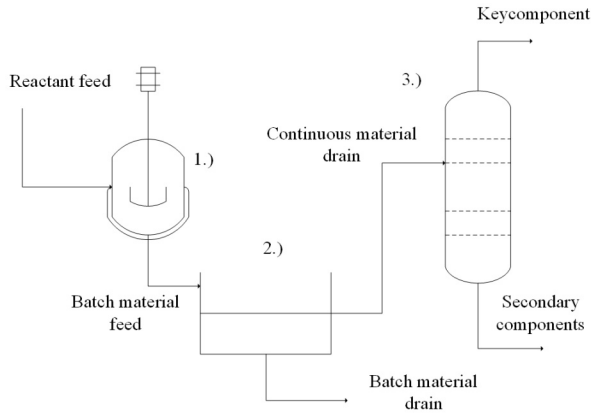 Keycomponent
Reactant feed
3.)
Continuous material
drain
1.)
2.)
Batch material
feed
Secondary
components
Batch material
drain